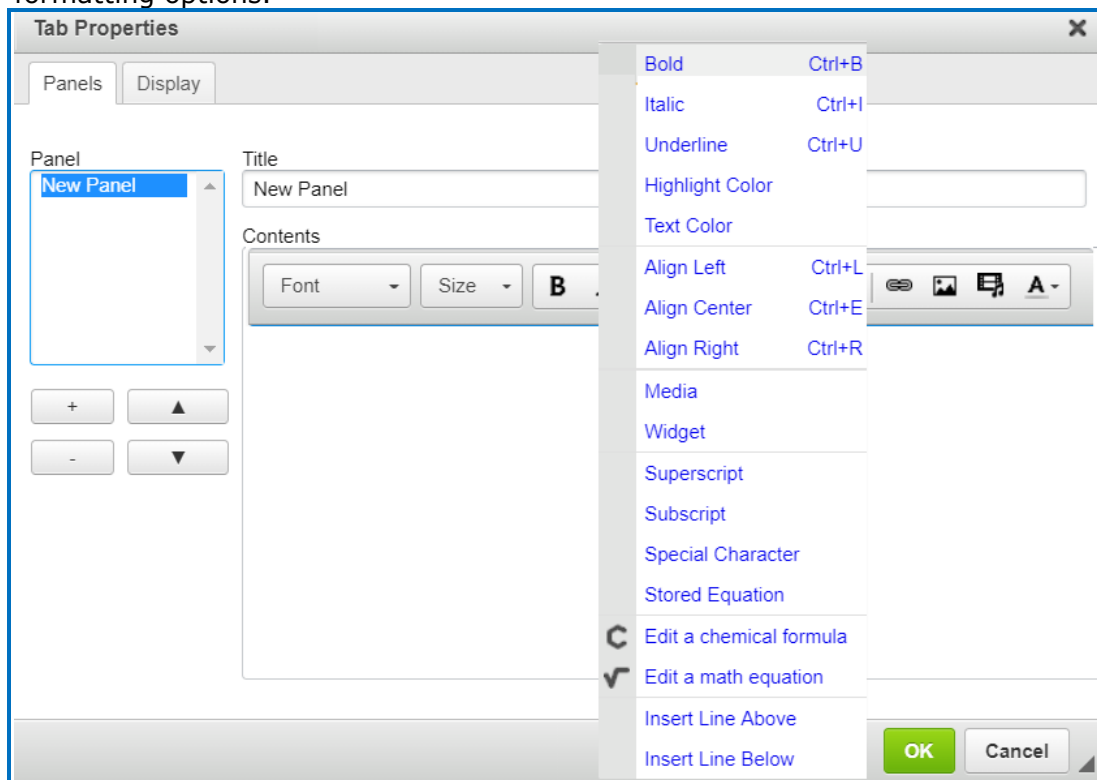 formatting options.
Tab Properties
Panels Display
Panel
New Panel
Title
New Panel
Contents
Font Size B A
+
-
Bold Ctrl+B
Italic Ctrl+I
Underline Ctrl+U
Highlight Color
Text Color
Align Left Ctrl+L
Align Center Ctrl+E
Align Right Ctrl+R
Media
Widget
Superscript
Subscript
Special Character
Stored Equation
C Edit a chemical formula
√ Edit a math equation
Insert Line Above
Insert Line Below
OK Cancel